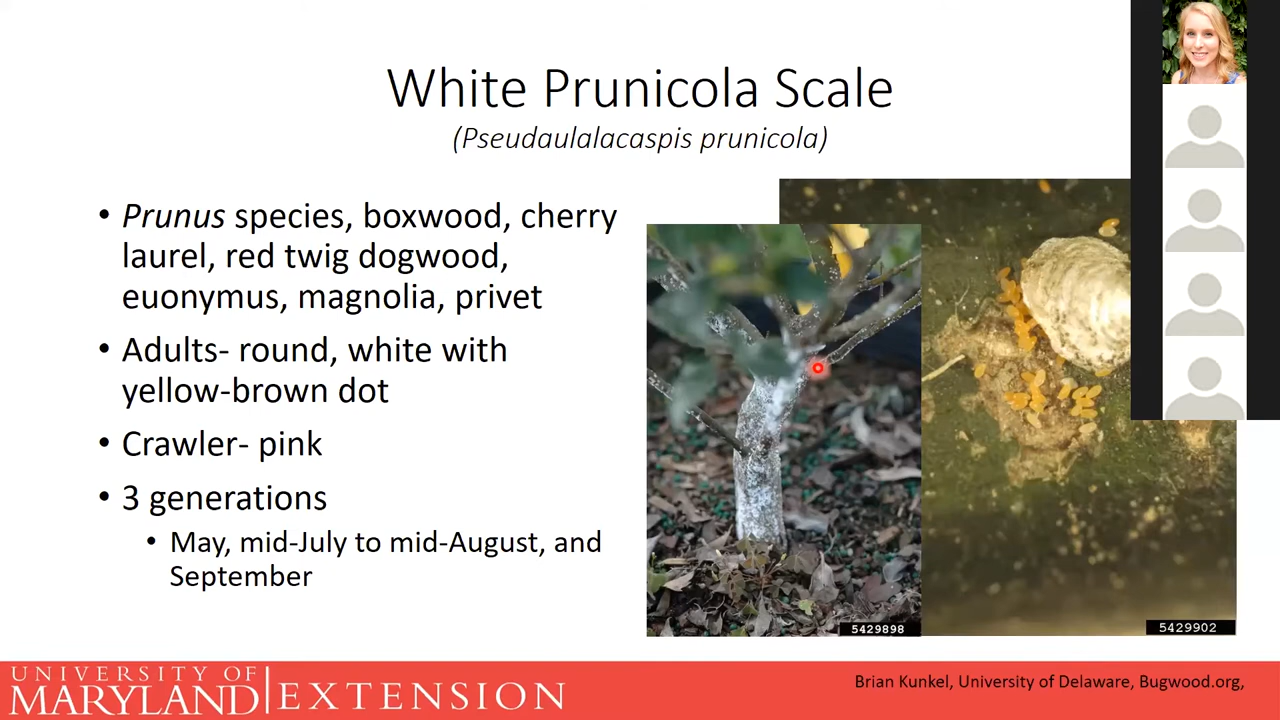 White Prunicola Scale
(Pseudaulalacaspis prunicola)
• Prunus species, boxwood, cherry
laurel, red twig dogwood,
euonymus, magnolia, privet
• Adults- round, white with
yellow-brown dot
• Crawler- pink
• 3 generations
• May, mid-July to mid-August, and
September
5429898
5429902
UNIVERSITY OF
MARYLAND
EXTENSION
Brian Kunkel, University of Delaware, Bugwood.org,